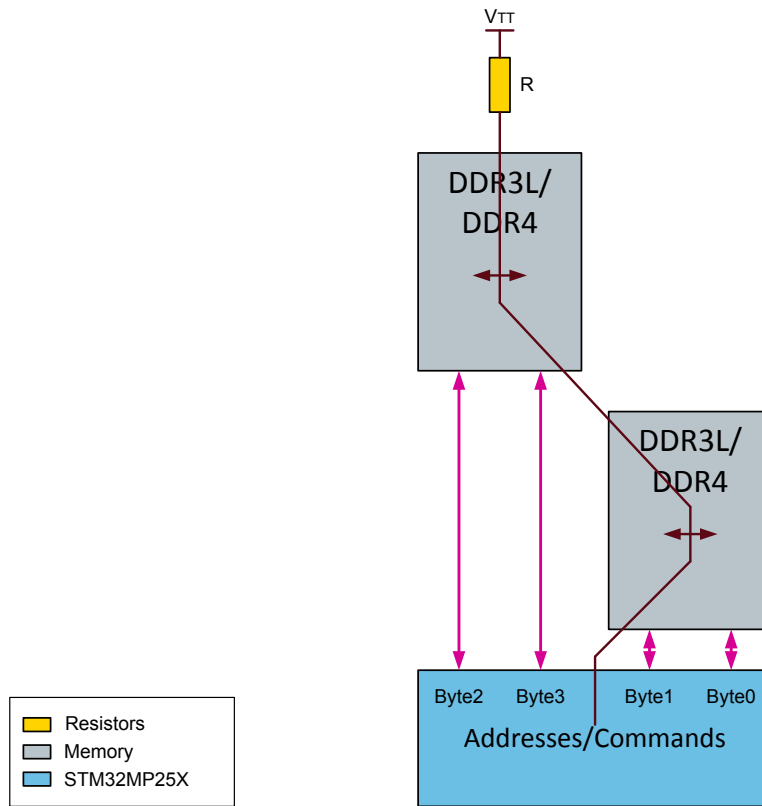 VTT
R
DDR3L/
DDR4
DDR3L/
DDR4
Byte2 Byte3 Byte1 Byte0
Addresses/Commands
Resistors
Memory
STM32MP25X